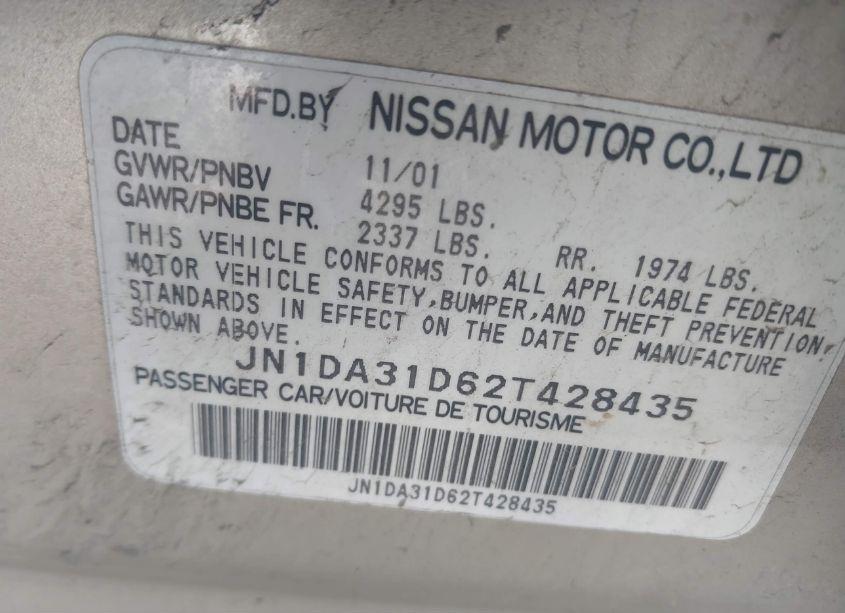 MFD.BY NISSAN MOTOR CO.,LTD
DATE 11/01
GVWR/PNBV 4295 LBS.
GAWR/PNBE FR. 2337 LBS. RR. 1974 LBS.
THIS VEHICLE CONFORMS TO ALL APPLICABLE FEDERAL
MOTOR VEHICLE SAFETY,BUMPER,AND THEFT PREVENTION
STANDARDS IN EFFECT ON THE DATE OF MANUFACTURE
SHOWN ABOVE.
JN1DA31D62T428435
PASSENGER CAR/VOITURE DE TOURISME
JN1DA31D62T428435